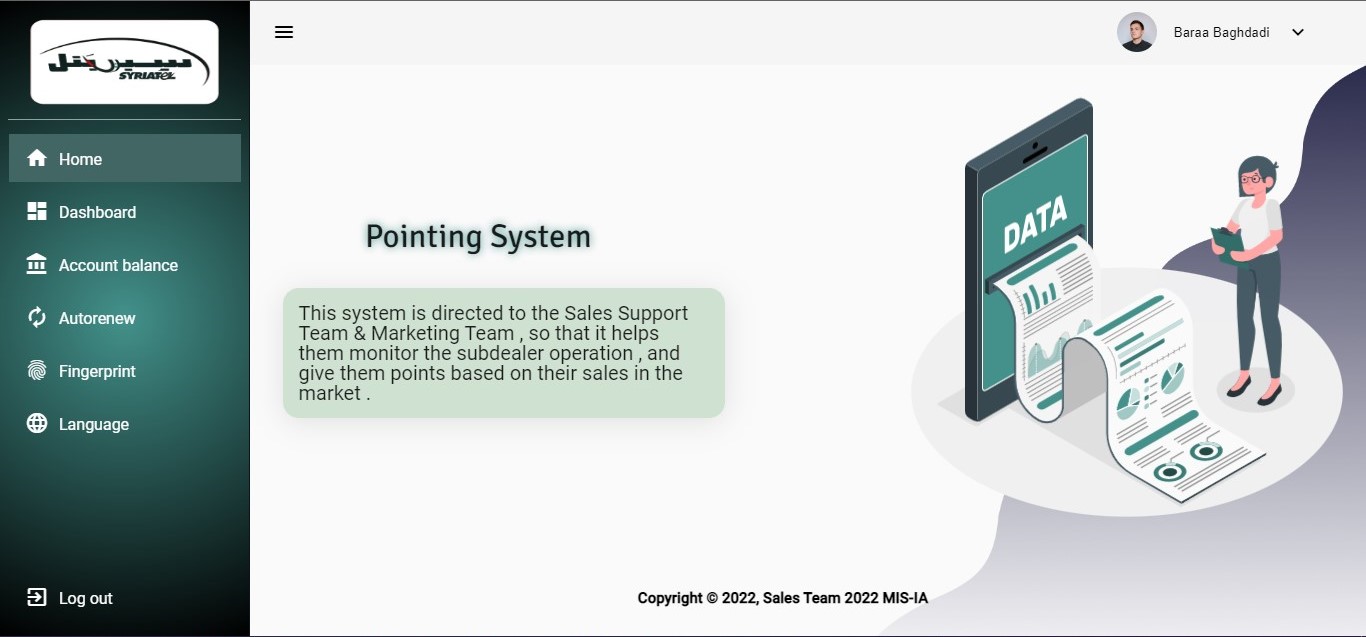 سيريتل
SYRIATEL
Home
Dashboard
Account balance
Autorenew
Fingerprint
Language
Log out
Baraa Baghdadi
Pointing System
This system is directed to the Sales Support
Team & Marketing Team , so that it helps
them monitor the subdealer operation , and
give them points based on their sales in the
market .
DATA
Copyright © 2022, Sales Team 2022 MIS-IA